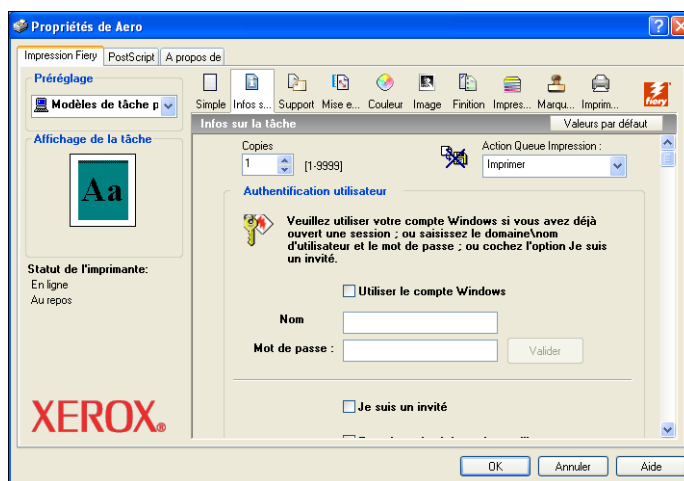 Propriétés de Aero
Impression Fiery PostScript A propos de
Préréglage
Modèles de tâche p
Affichage de la tâche
Aa
Statut de l'imprimante:
En ligne
Au repos
XEROX®
Simple Infos s... Support Mise e... Couleur Image Finition Impres... Marqu... Imprim...
fiery
Infos sur la tâche Valeurs par défaut
Copies
1 [1-9999]
Action Queue Impression :
Imprimer
Authentification utilisateur
Veuillez utiliser votre compte Windows si vous avez déjà
ouvert une session ; ou saisissez le domaine\nom
d'utilisateur et le mot de passe ; ou cochez l'option Je suis
un invité.
Utiliser le compte Windows
Nom
Mot de passe : Valider
Je suis un invité
OK Annuler Aide